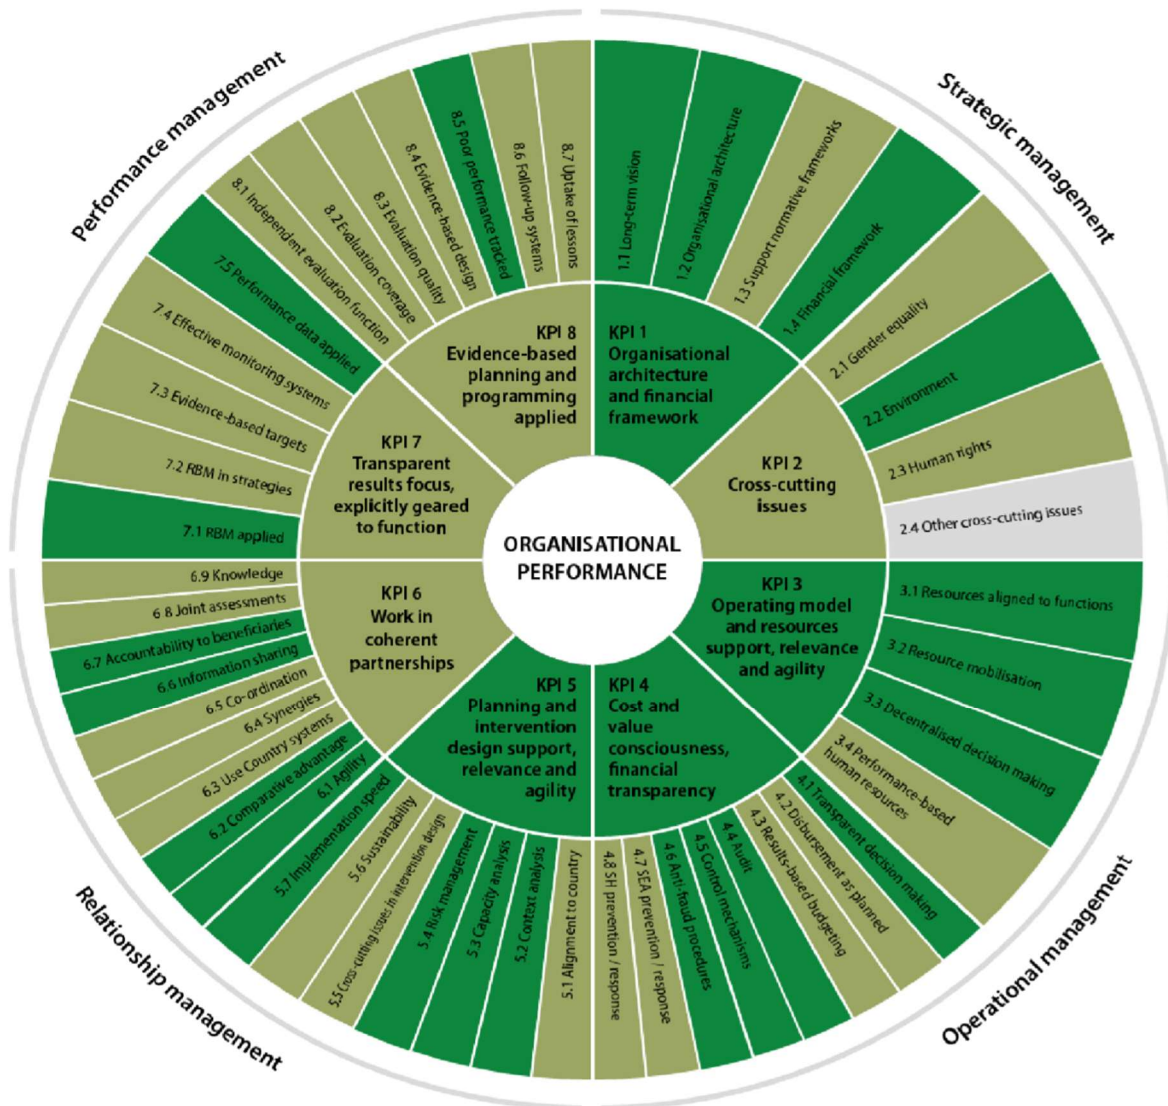 Performance management
Strategic management
Operational management
Relationship management
ORGANISATIONAL
PERFORMANCE
KPI 1
Organisational
architecture
and financial
framework
1.1 Long-term vision
1.2 Organisational architecture
1.3 Support normative frameworks
1.4 Financial framework
KPI 2
Cross-cutting
issues
2.1 Gender equality
2.2 Environment
2.3 Human rights
2.4 Other cross-cutting issues
KPI 3
Operating model
and resources
support, relevance
and agility
3.1 Resources aligned to functions
3.2 Resource mobilisation
3.3 Decentralised decision making
3.4 Performance-based
human resources
KPI 4
Cost and
value
consciousness,
financial
transparency
4.1 Transparent decision making
4.2 Disbursement as planned
4.3 Results-based budgeting
4.4 Audit
4.5 Control mechanisms
4.6 Anti-fraud procedures
4.7 SEA prevention / response
4.8 SH prevention / response
KPI 5
Planning and
intervention
design support,
relevance and
agility
5.1 Alignment to country
5.2 Context analysis
5.3 Capacity analysis
5.4 Risk management
5.5 Cross-cutting issues in intervention design
5.6 Sustainability
5.7 Implementation speed
KPI 6
Work in
coherent
partnerships
6.1 Agility
6.2 Comparative advantage
6.3 Use Country systems
6.4 Synergies
6.5 Co-ordination
6.6 Information sharing
6.7 Accountability to beneficiaries
6.8 Joint assessments
6.9 Knowledge
KPI 7
Transparent
results focus,
explicitly geared
to function
7.1 RBM applied
7.2 RBM in strategies
7.3 Evidence-based targets
7.4 Effective monitoring systems
7.5 Performance data applied
KPI 8
Evidence-based
planning and
programming
applied
8.1 Independent evaluation function
8.2 Evaluation coverage
8.3 Evaluation quality
8.4 Evidence-based design
8.5 Poor performance tracked
8.6 Follow-up systems
8.7 Uptake of lessons